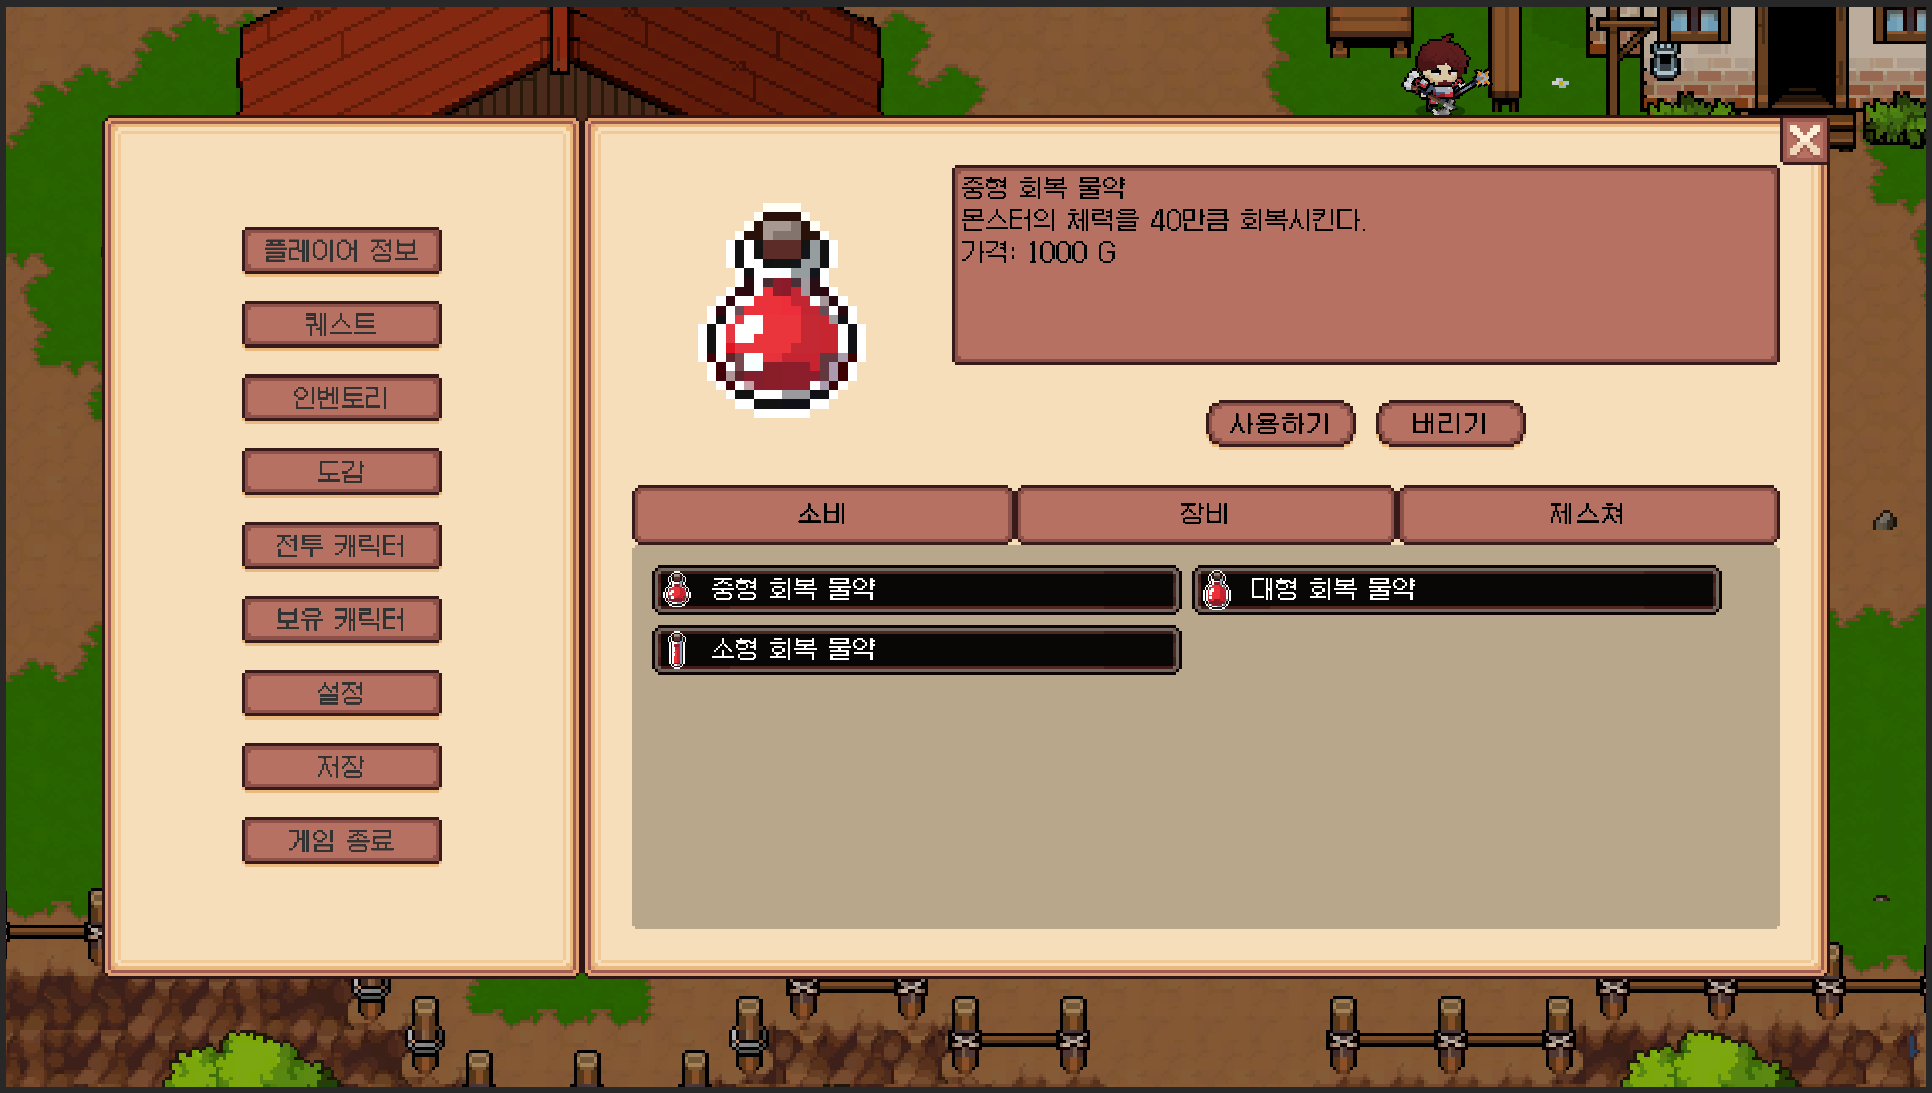 플레이어 정보
퀘스트
인벤토리
도감
전투 캐릭터
보유 캐릭터
설정
저장
게임 종료
중형 회복 물약
몬스터의 체력을 40만큼 회복시킨다.
가격: 1000 G
사용하기
버리기
소비
장비
제스쳐
중형 회복 물약
대형 회복 물약
소형 회복 물약